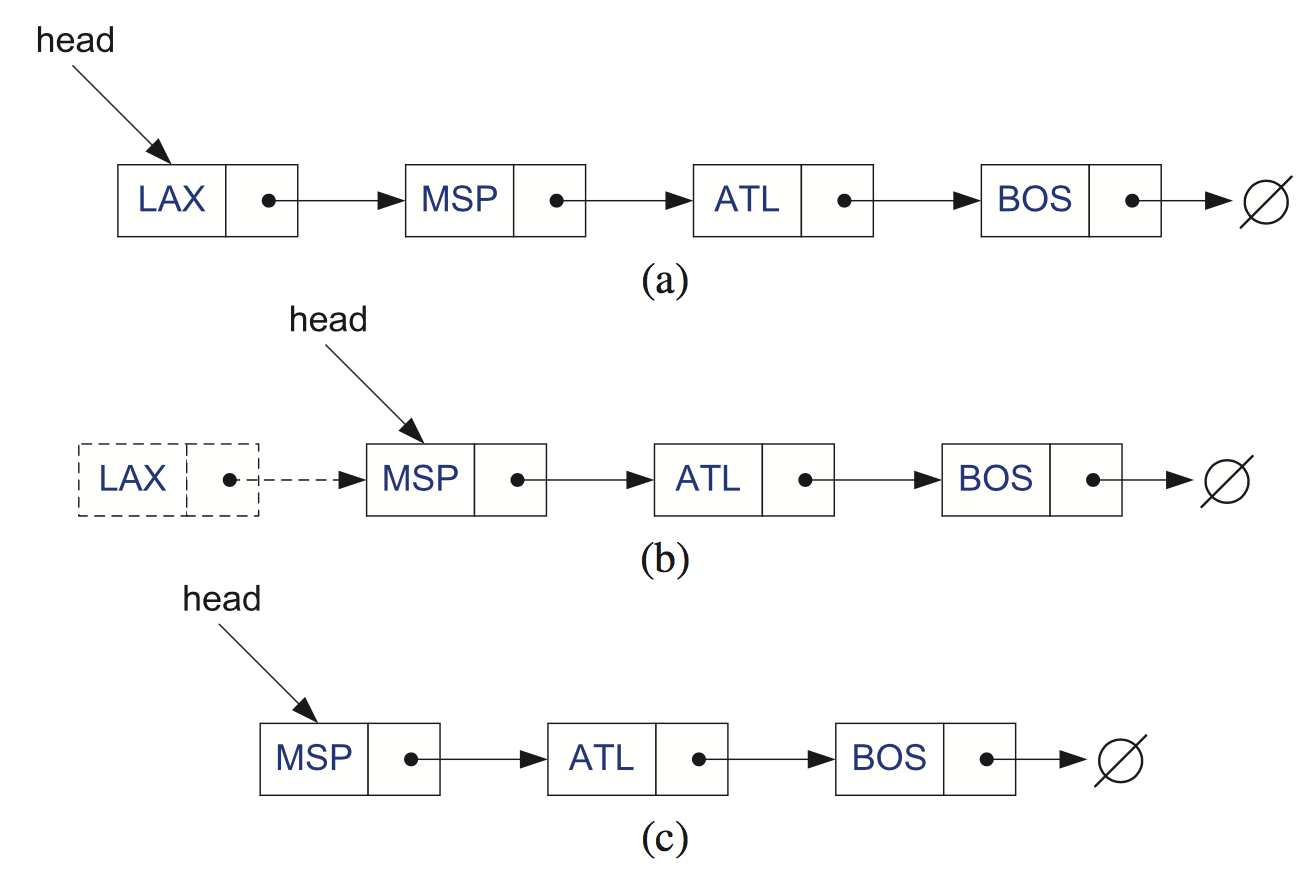 head
LAX MSP ATL BOS ∅
(a)
head
LAX MSP ATL BOS ∅
(b)
head
MSP ATL BOS ∅
(c)